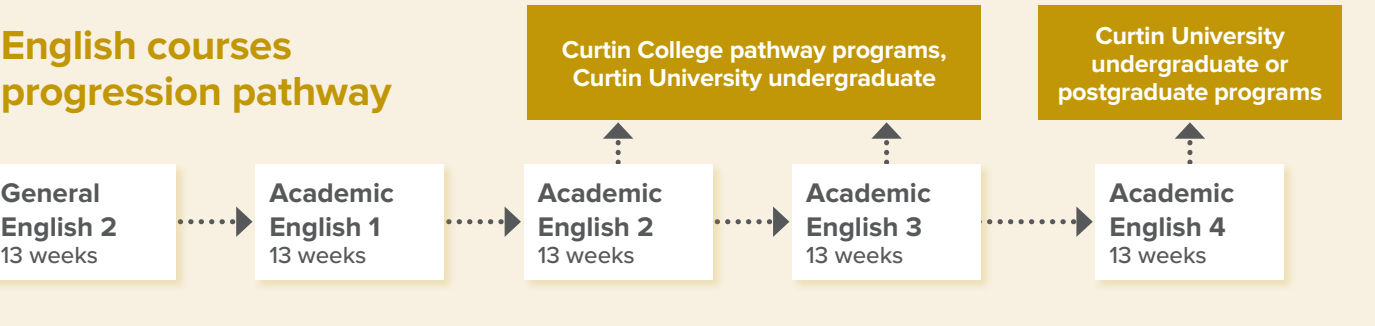 English courses
progression pathway
Curtin College pathway programs,
Curtin University undergraduate
Curtin University
undergraduate or
postgraduate programs
General
English 2
13 weeks
Academic
English 1
13 weeks
Academic
English 2
13 weeks
Academic
English 3
13 weeks
Academic
English 4
13 weeks